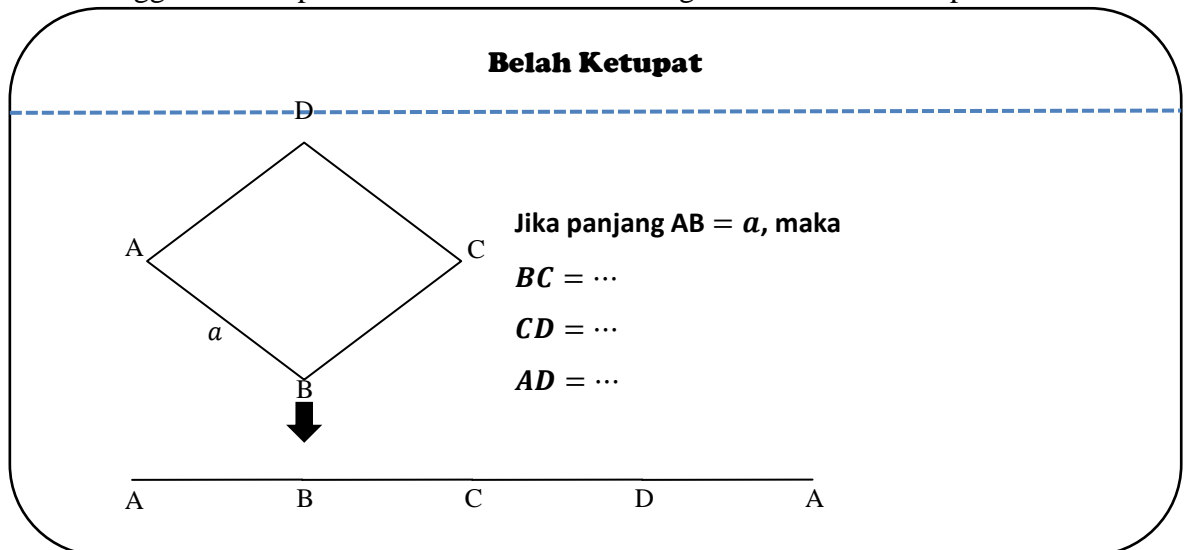 Belah Ketupat
D
A
C
Jika panjang AB = a, maka
BC = ⋯
CD = ⋯
a
AD = ⋯
B
A B C D A